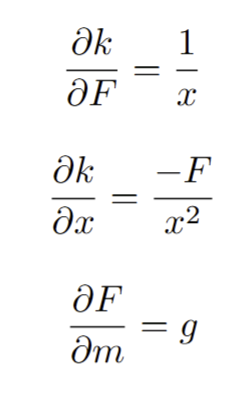 ∂k/∂F = 1/x
∂k/∂x = -F/x²
∂F/∂m = g